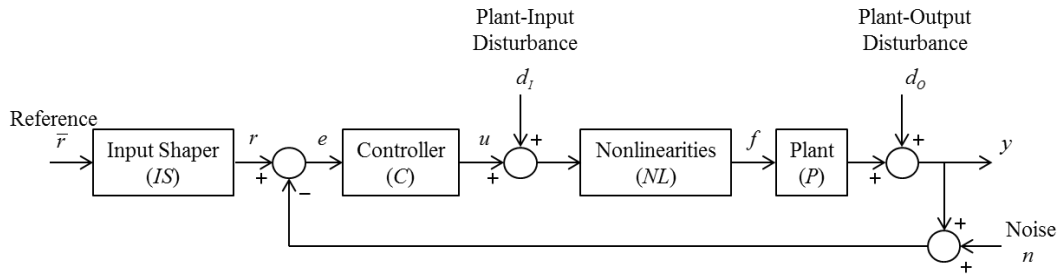 Plant-Input
Disturbance
d_I
Plant-Output
Disturbance
d_O
Reference
r̅
Input Shaper
(IS)
r
+
−
e
Controller
(C)
u
+
+
Nonlinearities
(NL)
f
Plant
(P)
+
+
y
+
+
Noise
n